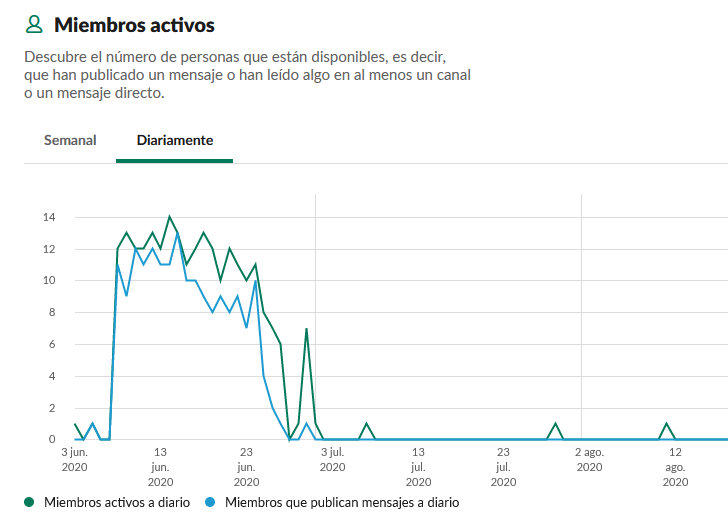 Miembros activos
Descubre el número de personas que están disponibles, es decir,
que han publicado un mensaje o han leído algo en al menos un canal
o un mensaje directo.
Semanal Diariamente
14
12
10
8
6
4
2
0
3 jun. 13 23 3 jul. 13 23 2 ago. 12
2020 jun. jun. 2020 jul. jul. 2020 ago.
2020 2020 2020 2020 2020
Miembros activos a diario Miembros que publican mensajes a diario